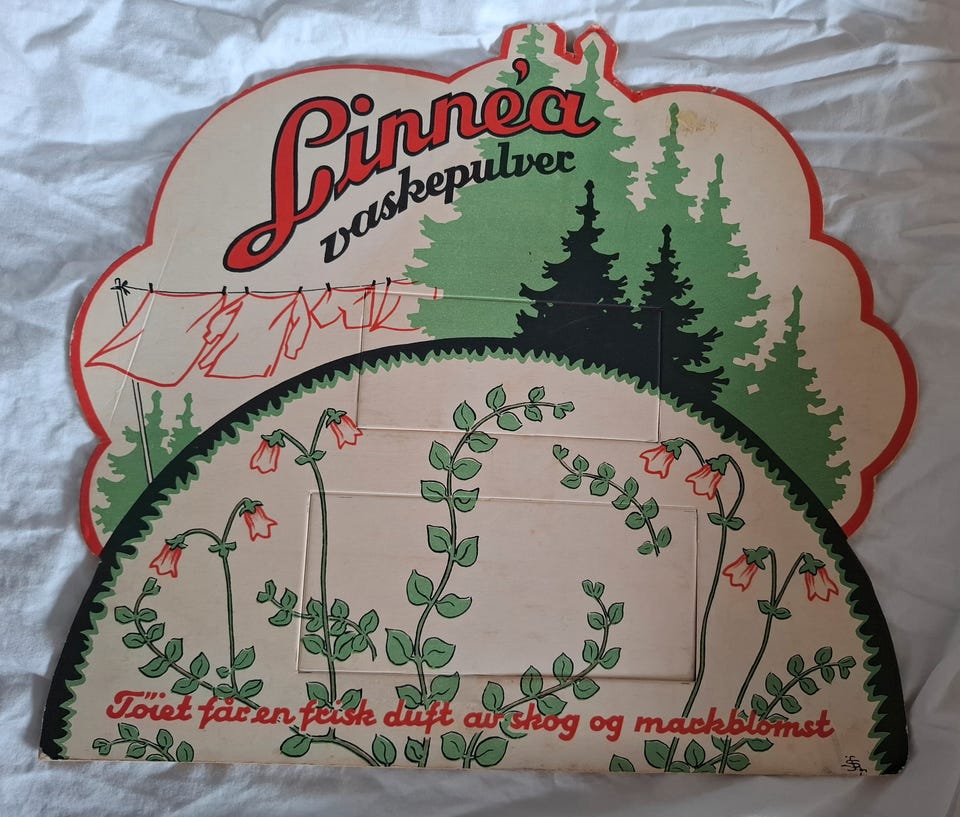 Linnéa
vaskepulver
Töiet får en frisk duft av skog og markblomst